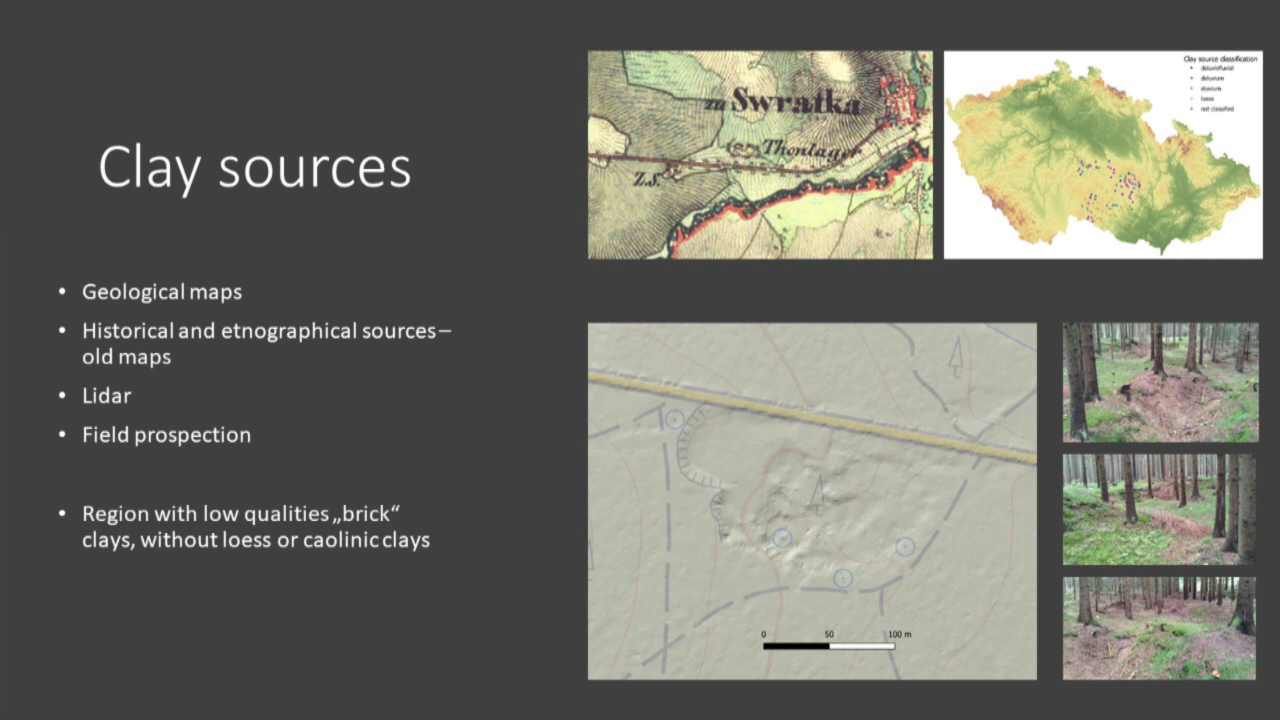 Clay sources
• Geological maps
• Historical and etnographical sources –
old maps
• Lidar
• Field prospection
• Region with low qualities „brick“
clays, without loess or caolinic clays
zu Swratka
Thonlager
Z.S.
Clay source classification
deluviofluvial
deluvium
eluvium
loess
not classified
0 50 100 m